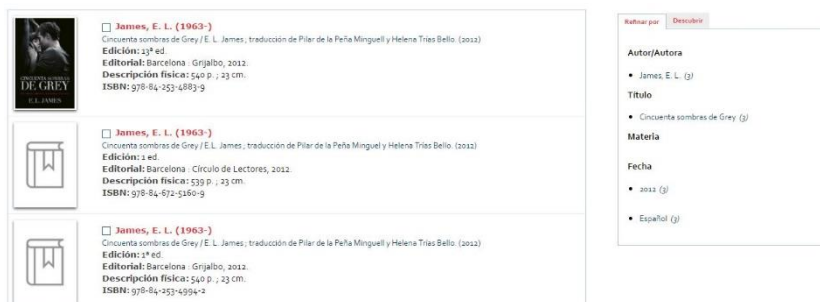 James, E. L. (1963-)
Cincuenta sombras de Grey / E. L. James ; traducción de Pilar de la Peña Minguell y Helena Trías Bello. (2012)
Edición: 13ª ed.
Editorial: Barcelona : Grijalbo, 2012.
Descripción física: 540 p. ; 23 cm.
ISBN: 978-84-253-4883-9
CINCUENTA SOMBRAS
DE GREY
E L JAMES
James, E. L. (1963-)
Cincuenta sombras de Grey / E. L. James ; traducción de Pilar de la Peña Minguel y Helena Trías Bello. (2012)
Edición: 1 ed.
Editorial: Barcelona : Círculo de Lectores, 2012.
Descripción física: 539 p. ; 23 cm.
ISBN: 978-84-672-5160-9
James, E. L. (1963-)
Cincuenta sombras de Grey / E. L. James ; traducción de Pilar de la Peña Minguell y Helena Trías Bello. (2012)
Edición: 1ª ed.
Editorial: Barcelona : Grijalbo, 2012.
Descripción física: 540 p. ; 23 cm.
ISBN: 978-84-253-4994-2
Refinar por Descubrir
Autor/Autora
James, E. L. (3)
Título
Cincuenta sombras de Grey (3)
Materia
Fecha
2012 (3)
Español (3)